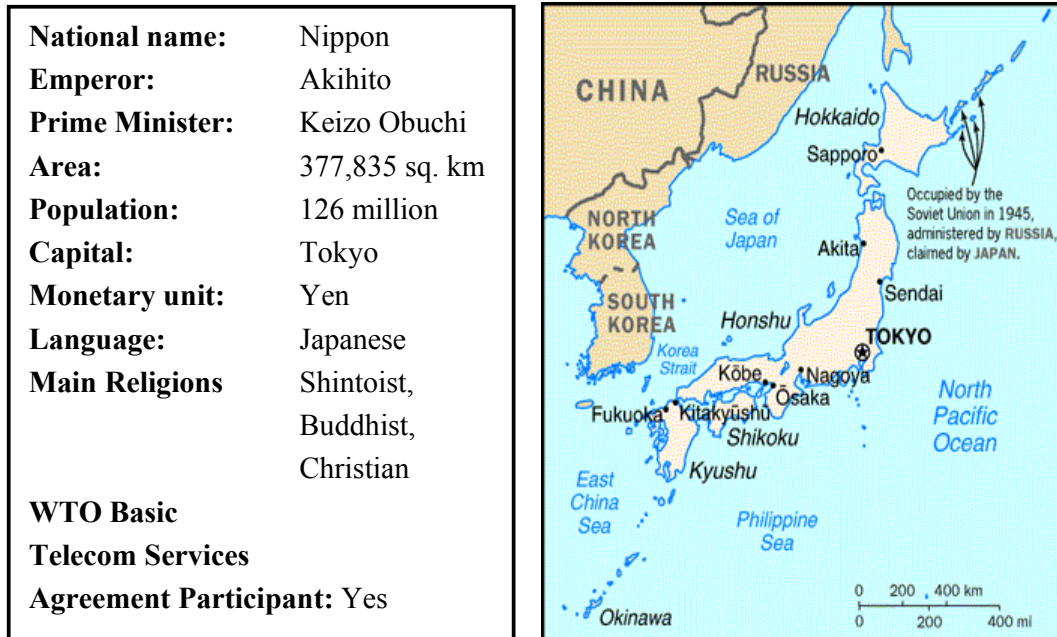 National name: Nippon
Emperor: Akihito
Prime Minister: Keizo Obuchi
Area: 377,835 sq. km
Population: 126 million
Capital: Tokyo
Monetary unit: Yen
Language: Japanese
Main Religions Shintoist,
Buddhist,
Christian
WTO Basic
Telecom Services
Agreement Participant: Yes
CHINA
RUSSIA
Hokkaido
Sapporo
Occupied by the
Soviet Union in 1945,
administered by RUSSIA,
claimed by JAPAN.
NORTH
KOREA
Sea of
Japan
Akita
Sendai
SOUTH
KOREA
Honshu
TOKYO
Korea
Strait
Kōbe
Nagoya
Ōsaka
North
Pacific
Ocean
Fukuoka
Kitakyūshū
Shikoku
Kyushu
East
China
Sea
Philippine
Sea
Okinawa
0 200 400 km
0 200 400 mi